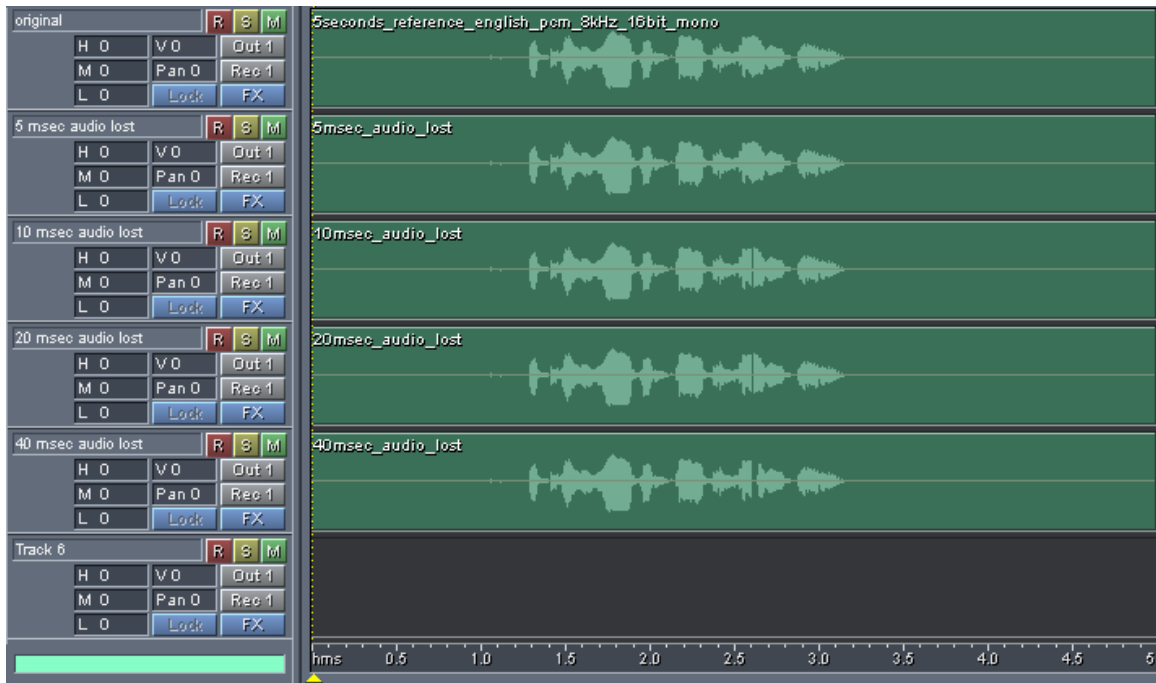 original R S M
H 0 V 0 Out 1
M 0 Pan 0 Rec 1
L 0 Lock FX
5seconds_reference_english_pcm_8kHz_16bit_mono
5 msec audio lost R S M
H 0 V 0 Out 1
M 0 Pan 0 Rec 1
L 0 Lock FX
5msec_audio_lost
10 msec audio lost R S M
H 0 V 0 Out 1
M 0 Pan 0 Rec 1
L 0 Lock FX
10msec_audio_lost
20 msec audio lost R S M
H 0 V 0 Out 1
M 0 Pan 0 Rec 1
L 0 Lock FX
20msec_audio_lost
40 msec audio lost R S M
H 0 V 0 Out 1
M 0 Pan 0 Rec 1
L 0 Lock FX
40msec_audio_lost
Track 6 R S M
H 0 V 0 Out 1
M 0 Pan 0 Rec 1
L 0 Lock FX
hms 0.5 1.0 1.5 2.0 2.5 3.0 3.5 4.0 4.5 5